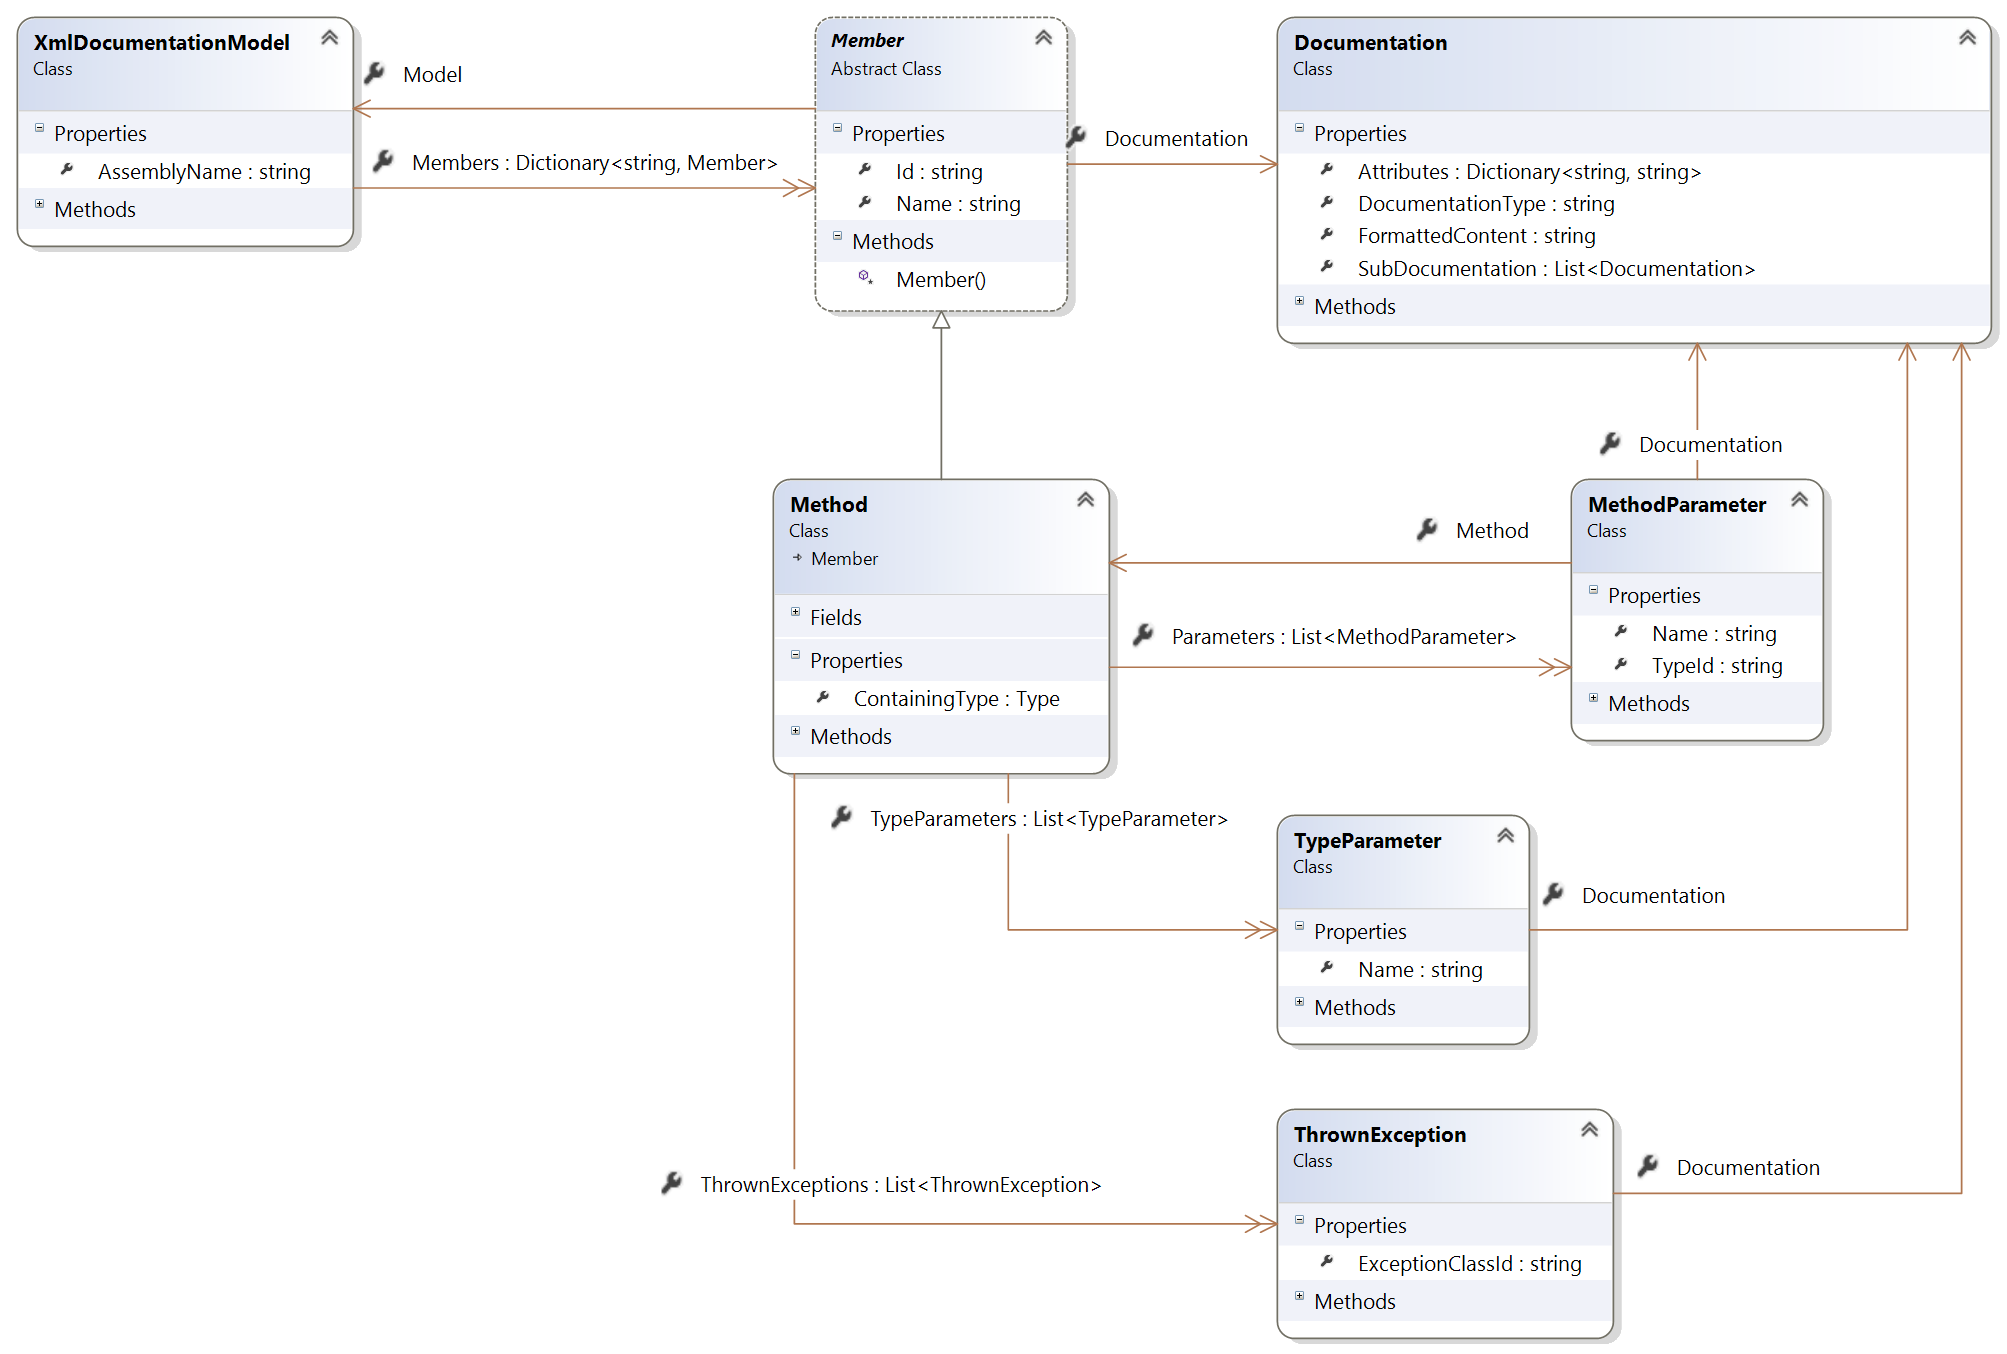 XmlDocumentationModel
Class
Properties
AssemblyName : string
Methods
Model
Members : Dictionary<string, Member>
Member
Abstract Class
Properties
Id : string
Name : string
Methods
Member()
Documentation
Documentation
Class
Properties
Attributes : Dictionary<string, string>
DocumentationType : string
FormattedContent : string
SubDocumentation : List<Documentation>
Methods
Documentation
Method
Class
Member
Fields
Properties
ContainingType : Type
Methods
Method
Parameters : List<MethodParameter>
MethodParameter
Class
Properties
Name : string
TypeId : string
Methods
TypeParameters : List<TypeParameter>
TypeParameter
Class
Properties
Name : string
Methods
Documentation
ThrownExceptions : List<ThrownException>
ThrownException
Class
Properties
ExceptionClassId : string
Methods
Documentation